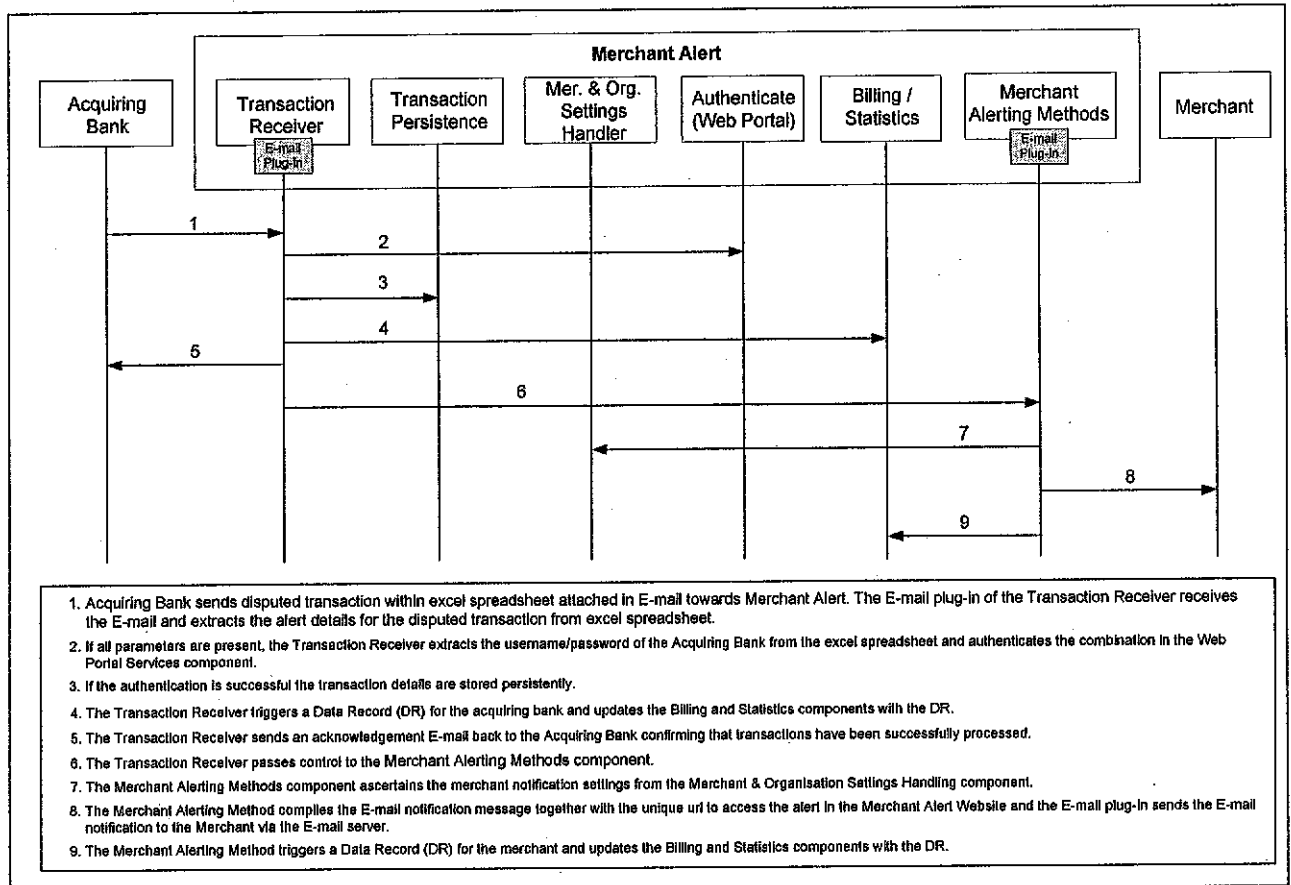 Merchant Alert
Acquiring
Bank
Transaction
Receiver
E-mail
Plug-In
Transaction
Persistence
Mer. & Org.
Settings
Handler
Authenticate
(Web Portal)
Billing /
Statistics
Merchant
Alerting Methods
E-mail
Plug-In
Merchant
1
2
3
4
5
6
7
8
9
1. Acquiring Bank sends disputed transaction within excel spreadsheet attached in E-mail towards Merchant Alert. The E-mail plug-in of the Transaction Receiver receives
the E-mail and extracts the alert details for the disputed transaction from excel spreadsheet.
2. If all parameters are present, the Transaction Receiver extracts the username/password of the Acquiring Bank from the excel spreadsheet and authenticates the combination in the Web
Portal Services component.
3. If the authentication is successful the transaction details are stored persistently.
4. The Transaction Receiver triggers a Data Record (DR) for the acquiring bank and updates the Billing and Statistics components with the DR.
5. The Transaction Receiver sends an acknowledgement E-mail back to the Acquiring Bank confirming that transactions have been successfully processed.
6. The Transaction Receiver passes control to the Merchant Alerting Methods component.
7. The Merchant Alerting Methods component ascertains the merchant notification settings from the Merchant & Organisation Settings Handling component.
8. The Merchant Alerting Method compiles the E-mail notification message together with the unique url to access the alert in the Merchant Alert Website and the E-mail plug-in sends the E-mail
notification to the Merchant via the E-mail server.
9. The Merchant Alerting Method triggers a Data Record (DR) for the merchant and updates the Billing and Statistics components with the DR.